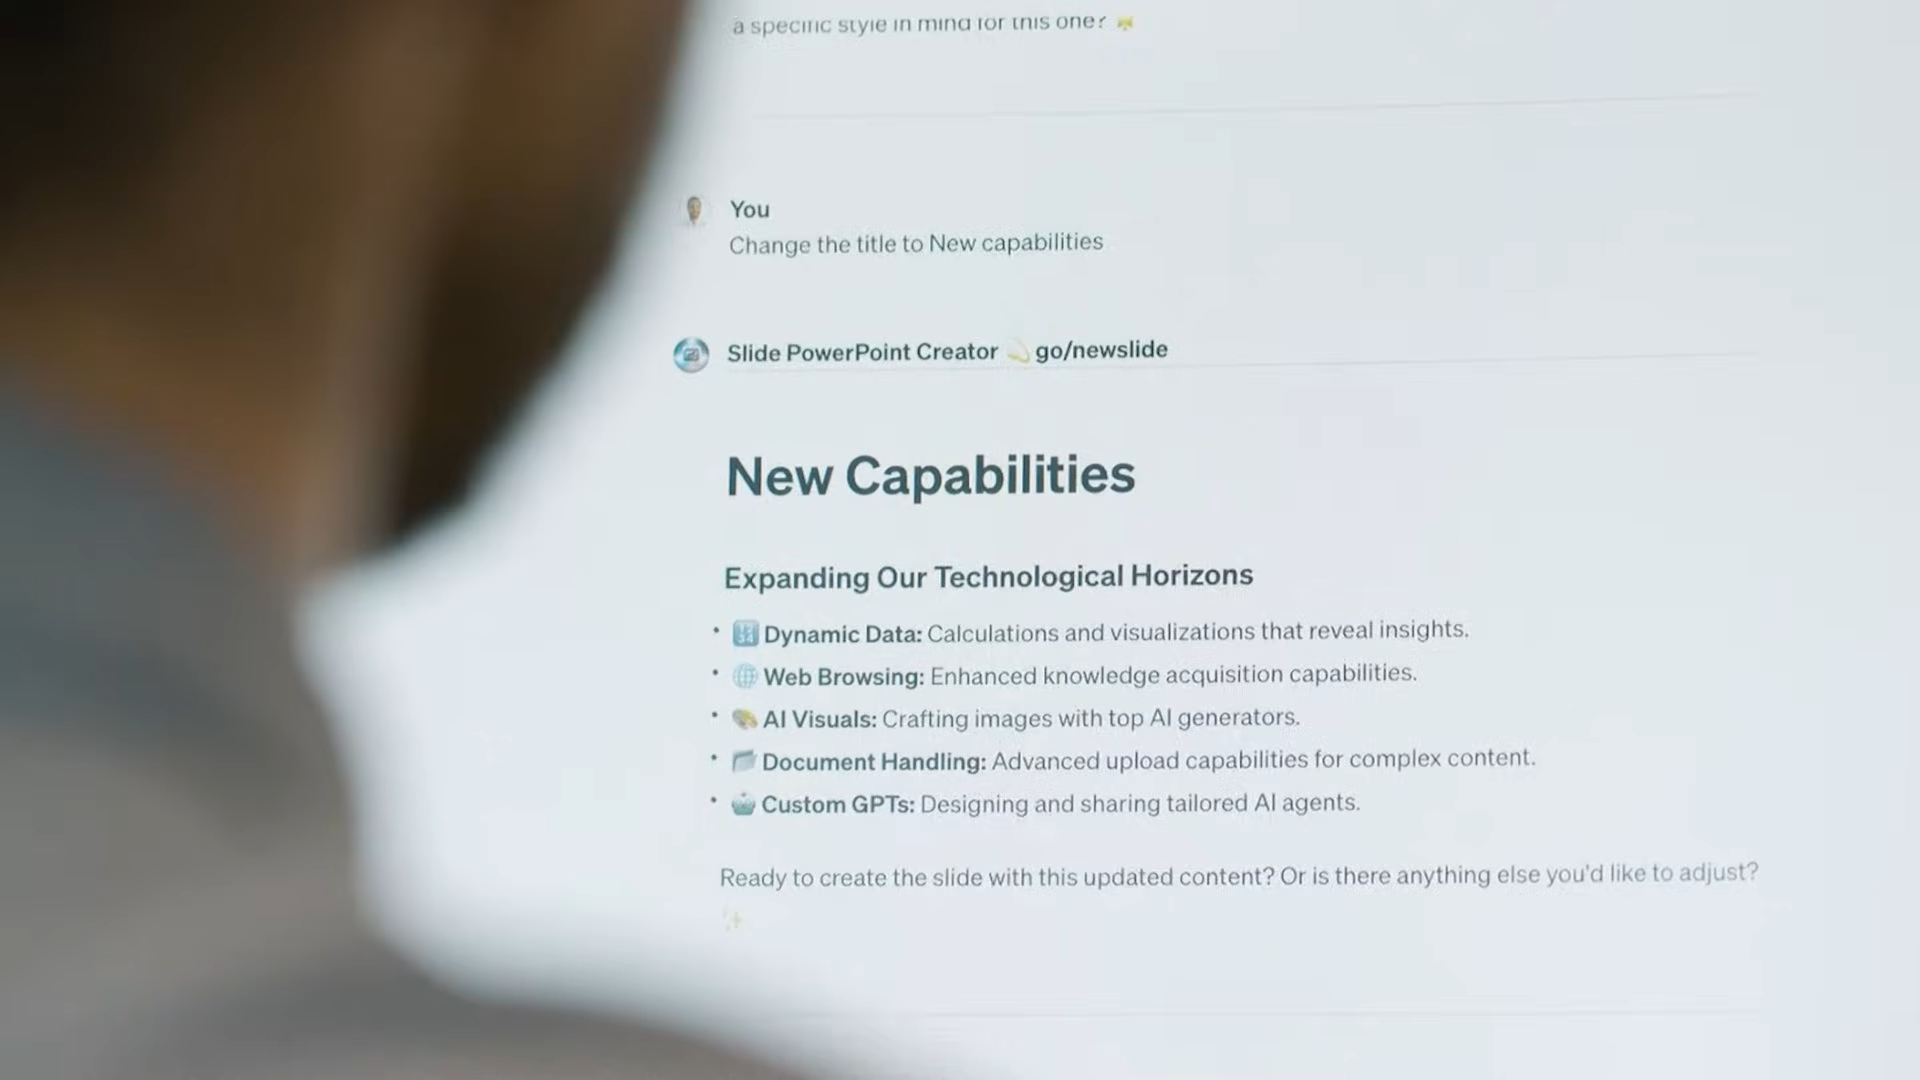 a specific style in mind for this one?
You
Change the title to New capabilities
Slide PowerPoint Creator 💫 go/newslide
New Capabilities
Expanding Our Technological Horizons
• 🔢 Dynamic Data: Calculations and visualizations that reveal insights.
• 🌐 Web Browsing: Enhanced knowledge acquisition capabilities.
• 🎨 AI Visuals: Crafting images with top AI generators.
• 📁 Document Handling: Advanced upload capabilities for complex content.
• 🤖 Custom GPTs: Designing and sharing tailored AI agents.
Ready to create the slide with this updated content? Or is there anything else you'd like to adjust?
✨